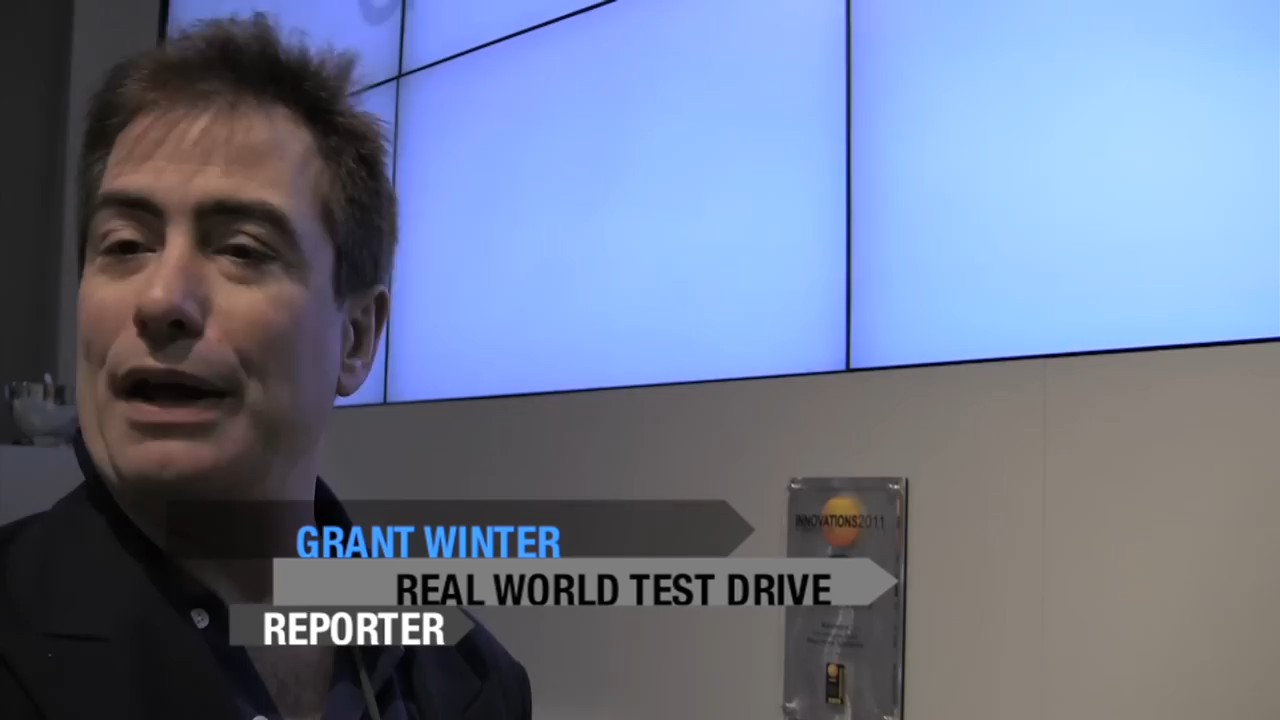 INNOVATIONS2011
GRANT WINTER
REAL WORLD TEST DRIVE
REPORTER